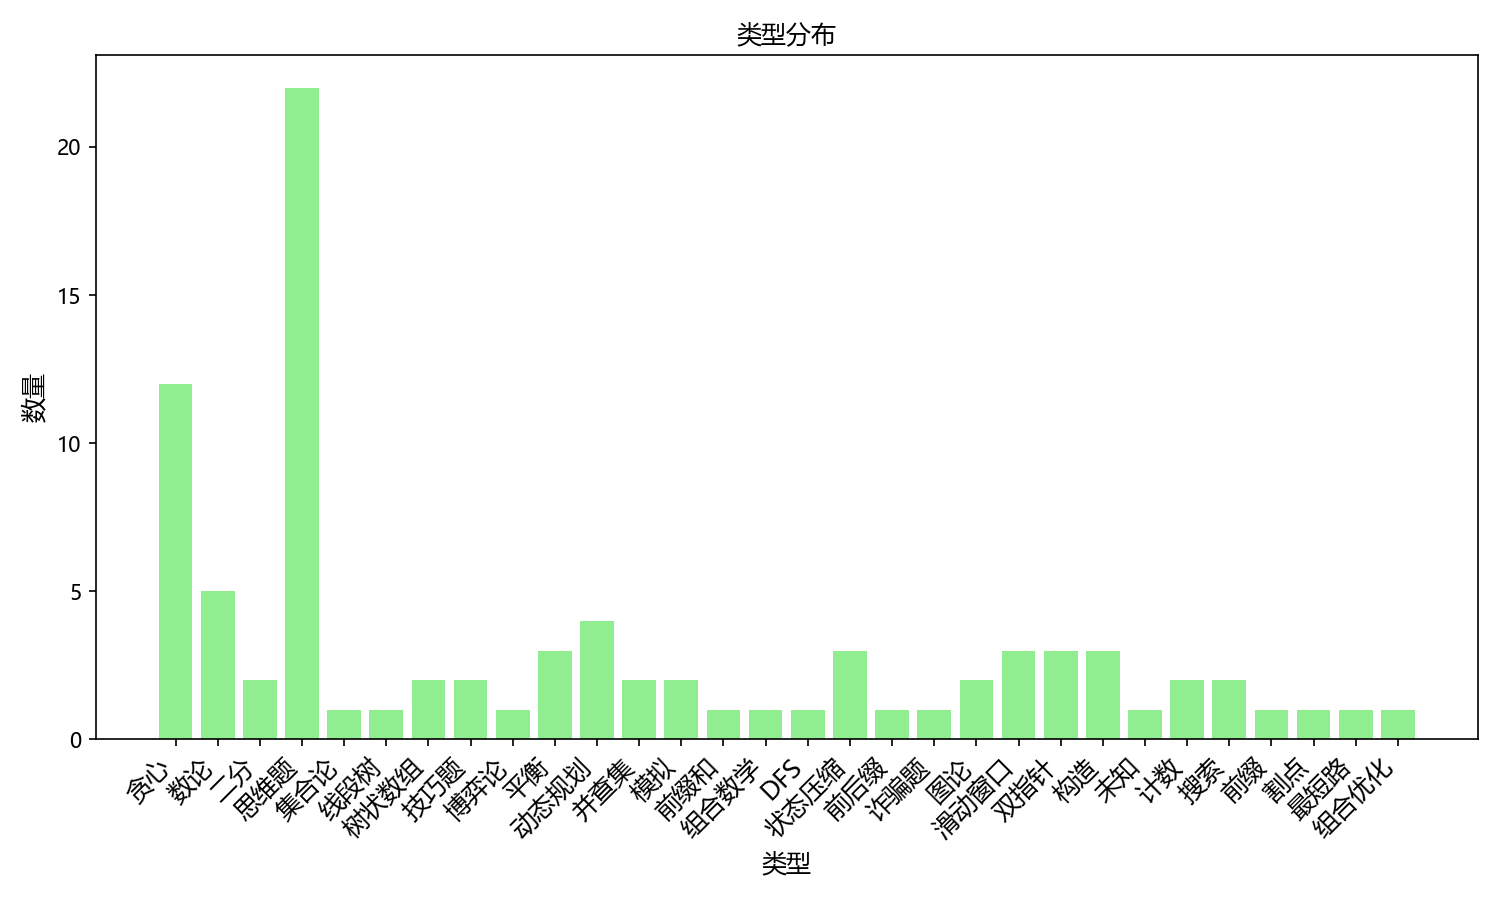 类型分布
数量
20
15
10
5
0
贪心
数论
二分
思维题
集合论
线段树
树状数组
技巧题
博弈论
平衡
动态规划
并查集
模拟
前缀和
组合数学
DFS
状态压缩
前后缀
诈骗题
图论
滑动窗口
双指针
构造
未知
计数
搜索
前缀
割点
最短路
组合优化
类型